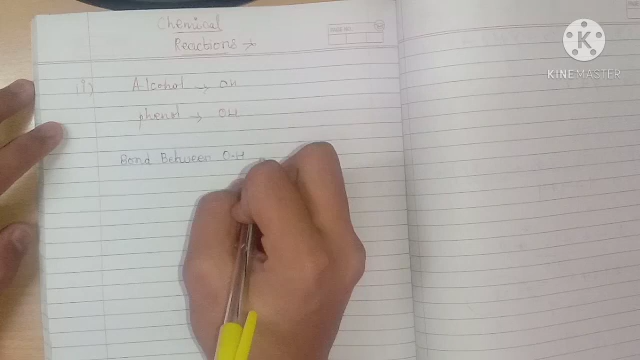 Chemical
Reactions
(1) Alcohol → OH
phenol → OH
Bond Between O-H
KINEMASTER